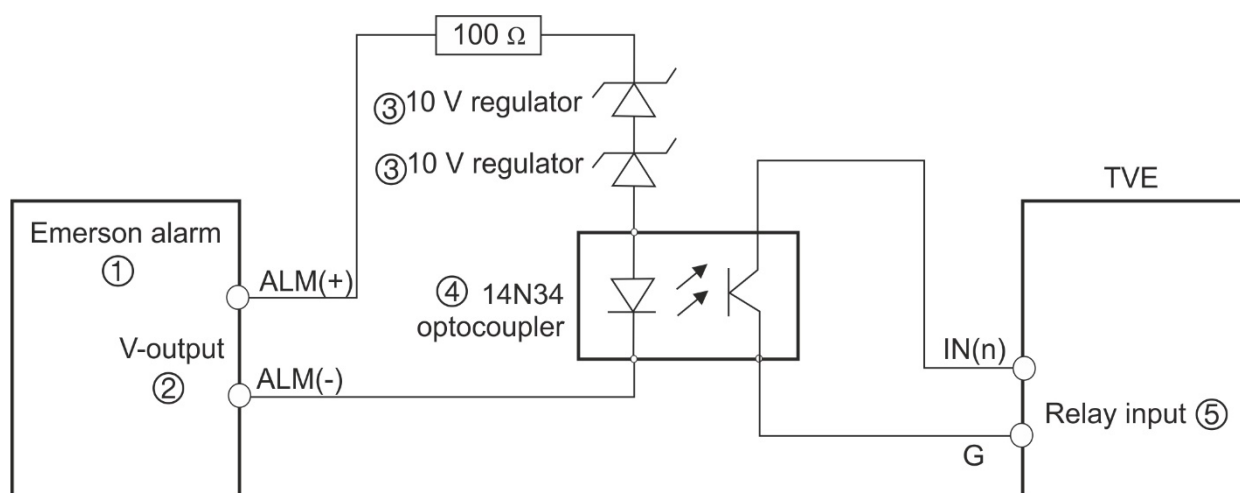 100 Ω
③10 V regulator
③10 V regulator
TVE
Emerson alarm
①
ALM(+)
④ 14N34
optocoupler
V-output
②
ALM(-)
IN(n)
Relay input ⑤
G